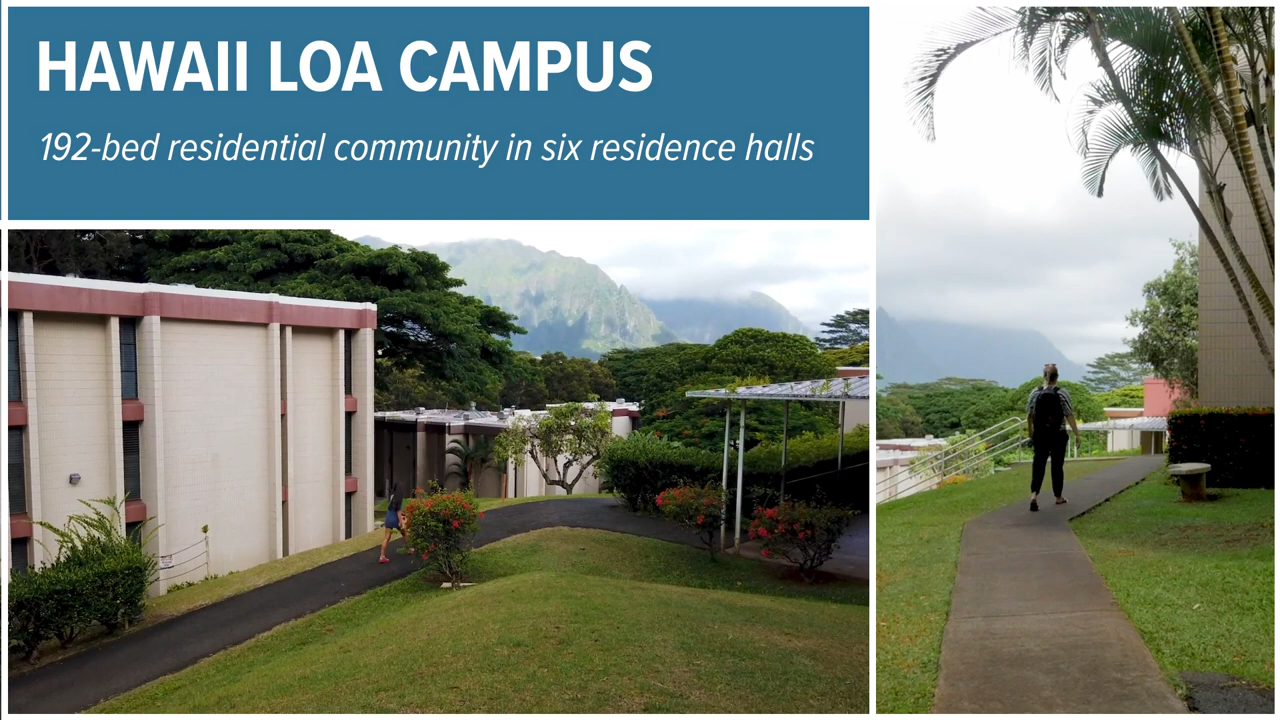 HAWAII LOA CAMPUS
192-bed residential community in six residence halls